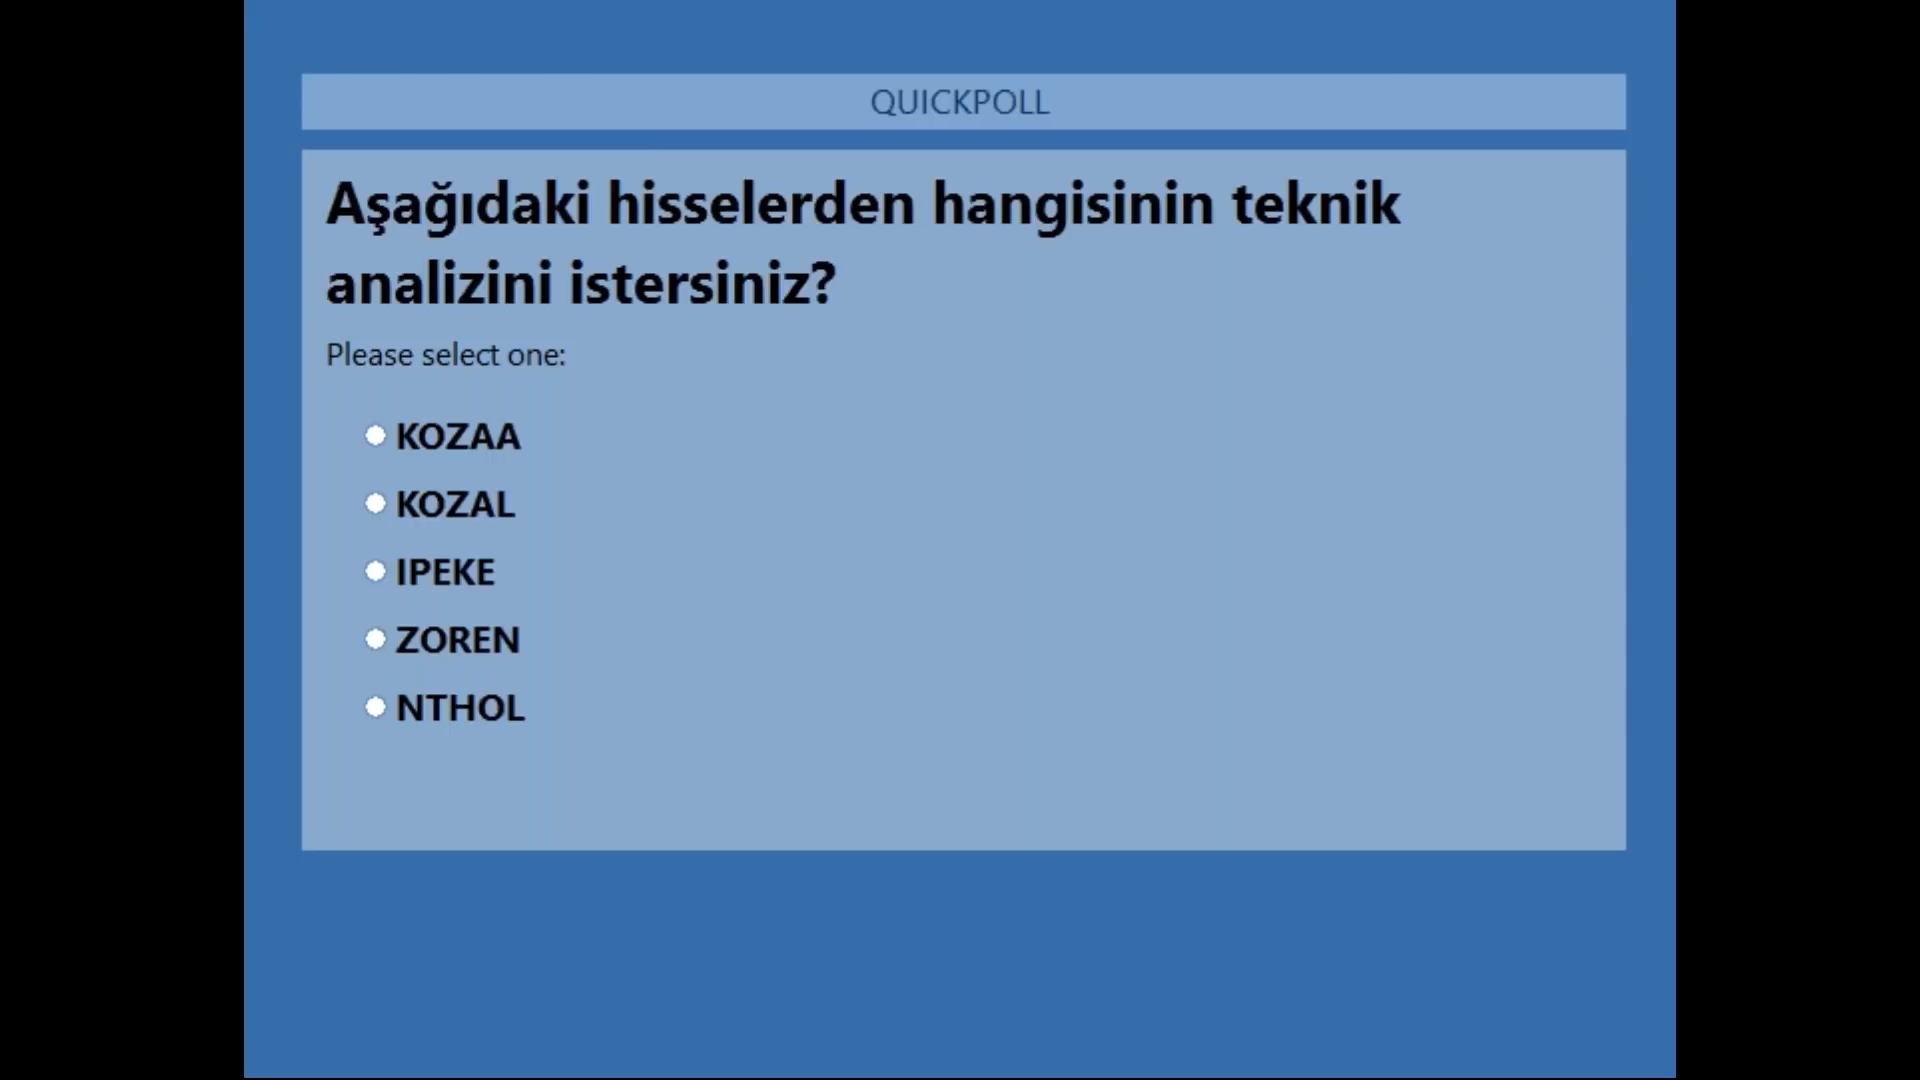 QUICKPOLL
Aşağıdaki hisselerden hangisinin teknik
analizini istersiniz?
Please select one:
KOZAA
KOZAL
IPEKE
ZOREN
NTHOL